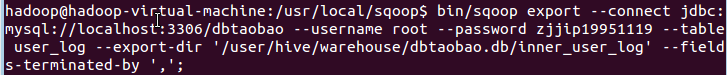 hadoop@hadoop-virtual-machine:/usr/local/sqoop$ bin/sqoop export --connect jdbc:
mysql://localhost:3306/dbtaobao --username root --password zjjip19951119 --table
 user_log --export-dir '/user/hive/warehouse/dbtaobao.db/inner_user_log' --field
s-terminated-by ',';